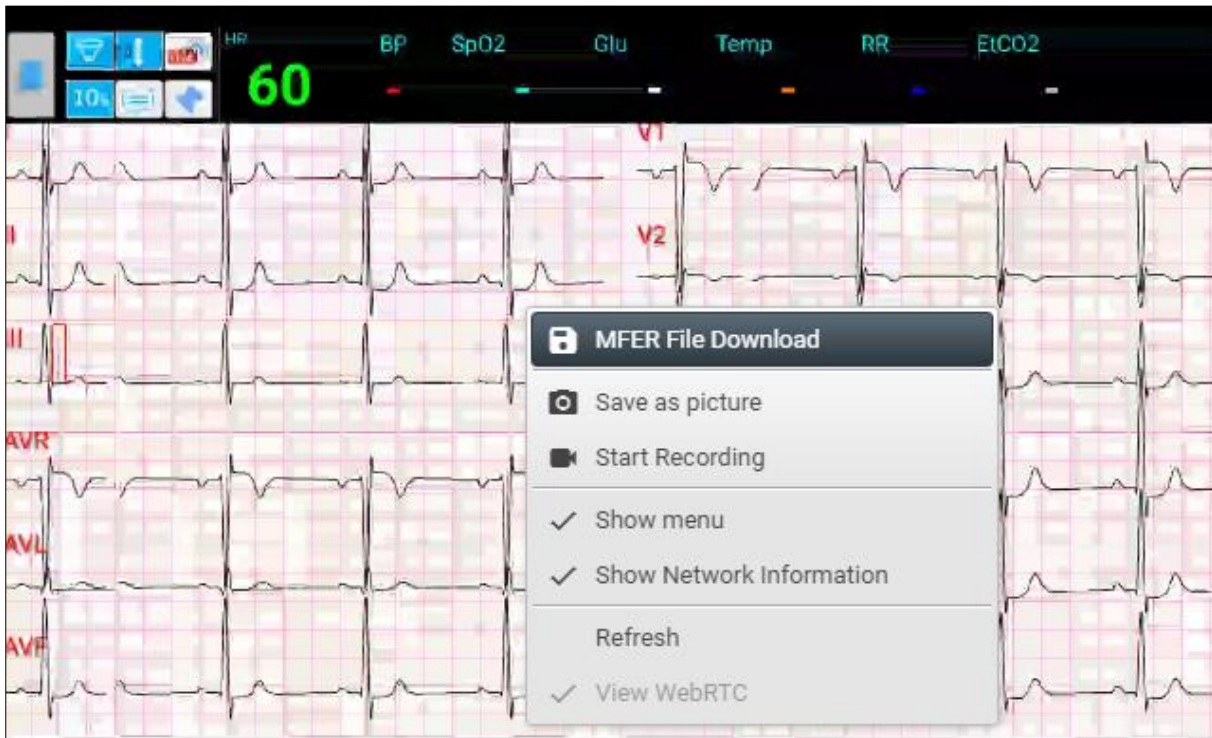 HR BP SpO2 Glu Temp RR EtCO2
10s
60
V1
V2
MFER File Download
III
Save as picture
Start Recording
AVR
Show menu
AVL
Show Network Information
Refresh
AVF
View WebRTC